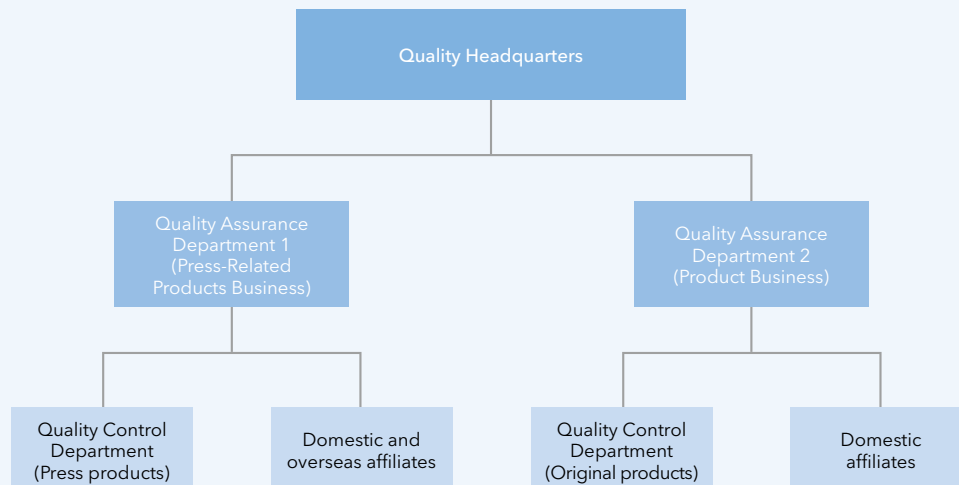 Quality Headquarters
Quality Assurance
Department 1
(Press-Related
Products Business)
Quality Assurance
Department 2
(Product Business)
Quality Control
Department
(Press products)
Domestic and
overseas affiliates
Quality Control
Department
(Original products)
Domestic
affiliates